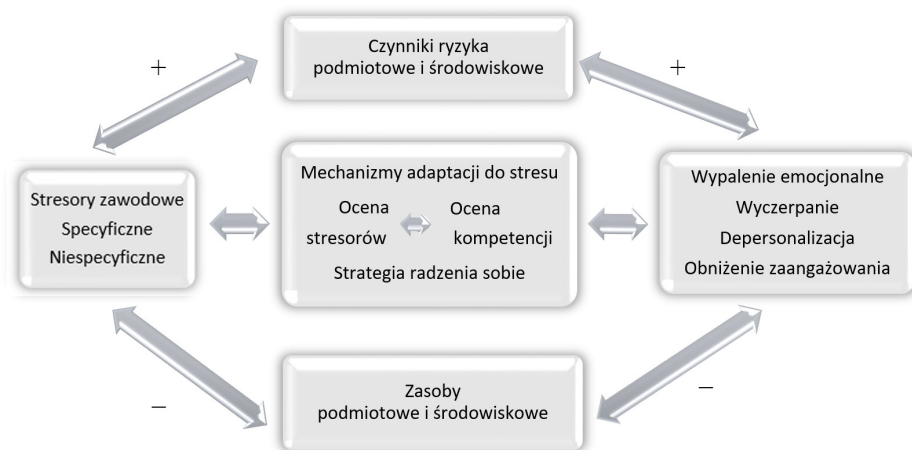 Czynniki ryzyka
podmiotowe i środowiskowe
+
+
Stresory zawodowe
Specyficzne
Niespecyficzne
Mechanizmy adaptacji do stresu
Ocena
stresorów
Ocena
kompetencji
Strategia radzenia sobie
Wypalenie emocjonalne
Wyczerpanie
Depersonalizacja
Obniżenie zaangażowania
–
–
Zasoby
podmiotowe i środowiskowe